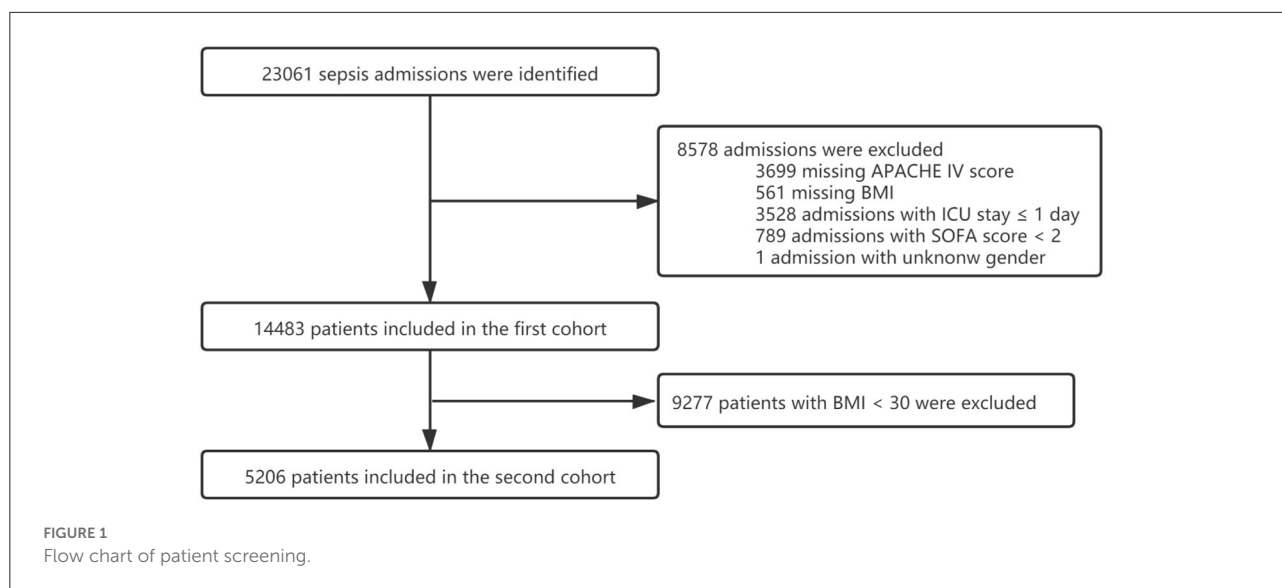 23061 sepsis admissions were identified
8578 admissions were excluded
3699 missing APACHE IV score
561 missing BMI
3528 admissions with ICU stay ≤ 1 day
789 admissions with SOFA score < 2
1 admission with unknonw gender
14483 patients included in the first cohort
9277 patients with BMI < 30 were excluded
5206 patients included in the second cohort
FIGURE 1
Flow chart of patient screening.